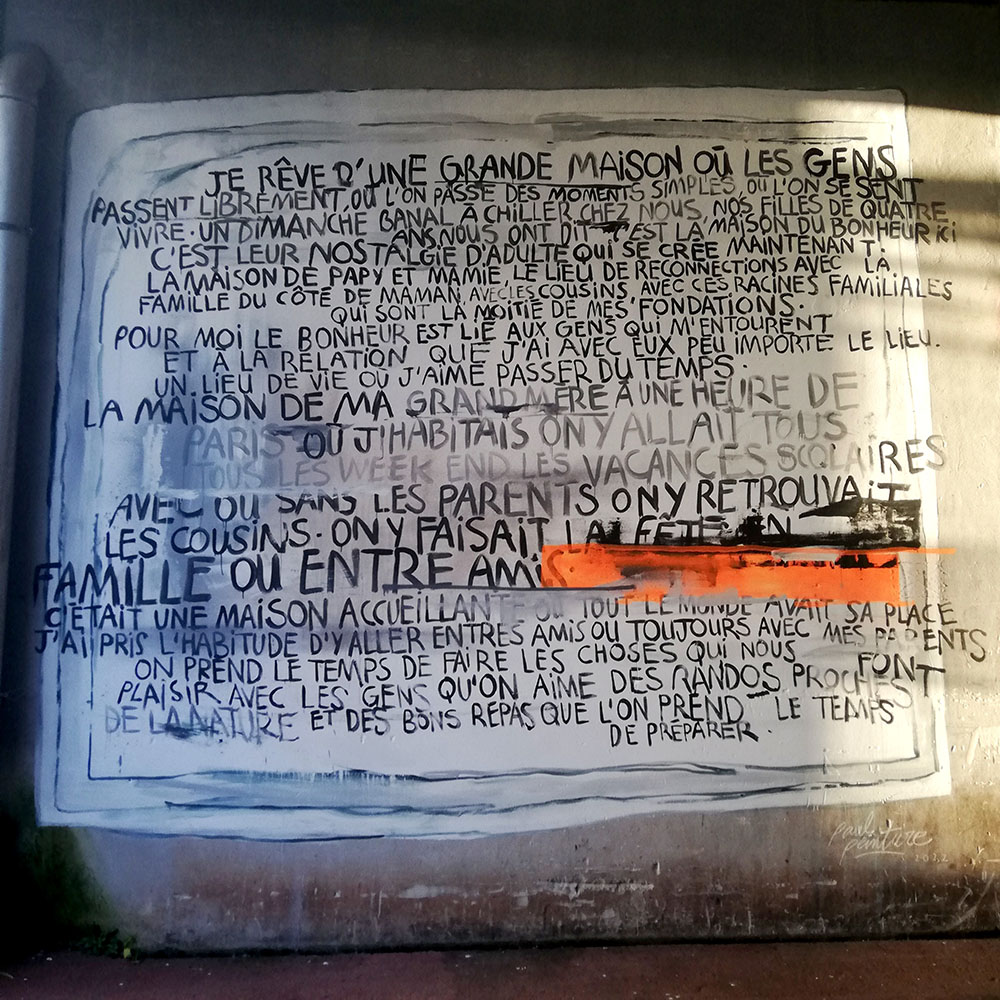 JE RÊVE D'UNE GRANDE MAISON OÛ LES GENS
PASSENT LIBREMENT, OU L'ON PASSE DES MOMENTS SIMPLES, OU L'ON SE SENT
VIVRE. UN DIMANCHE BANAL À CHILLER CHEZ NOUS, NOS FILLES DE QUATRE
ANS NOUS ONT DIT C'EST LA MAISON DU BONHEUR ICI
C'EST LEUR NOSTALGIE D'ADULTE QUI SE CRÉE MAINTENANT.
LA MAISON DE PAPY ET MAMIE, LE LIEU DE RECONNECTIONS AVEC LA
FAMILLE DU CÔTÉ DE MAMAN, AVEC LES COUSINS, AVEC CES RACINES FAMILIALES
QUI SONT LA MOITIÉ DE MES FONDATIONS.
POUR MOI LE BONHEUR EST LIÉ AUX GENS QUI M'ENTOURENT
ET À LA RELATION QUE J'AI AVEC EUX PEU IMPORTE LE LIEU.
UN LIEU DE VIE OU J'AIME PASSER DU TEMPS.
LA MAISON DE MA GRAND MÈRE À UNE HEURE DE
PARIS OÙ J'HABITAIS ON Y ALLAIT TOUS
TOUS LES WEEK END LES VACANCES SCOLAIRES
AVEC OU SANS LES PARENTS ON Y RETROUVAIT
LES COUSINS. ON Y FAISAIT LA FÊTE EN
FAMILLE OU ENTRE AMIS
C'ÉTAIT UNE MAISON ACCUEILLANTE OU TOUT LE MONDE AVAIT SA PLACE
J'AI PRIS L'HABITUDE D'Y ALLER ENTRES AMIS OU TOUJOURS AVEC MES PARENTS
ON PREND LE TEMPS DE FAIRE LES CHOSES QUI NOUS FONT
PLAISIR AVEC LES GENS QU'ON AIME DES RANDOS PROCHES
DE LA NATURE ET DES BONS REPAS QUE L'ON PREND LE TEMPS
DE PRÉPARER.
paul peinture
2022